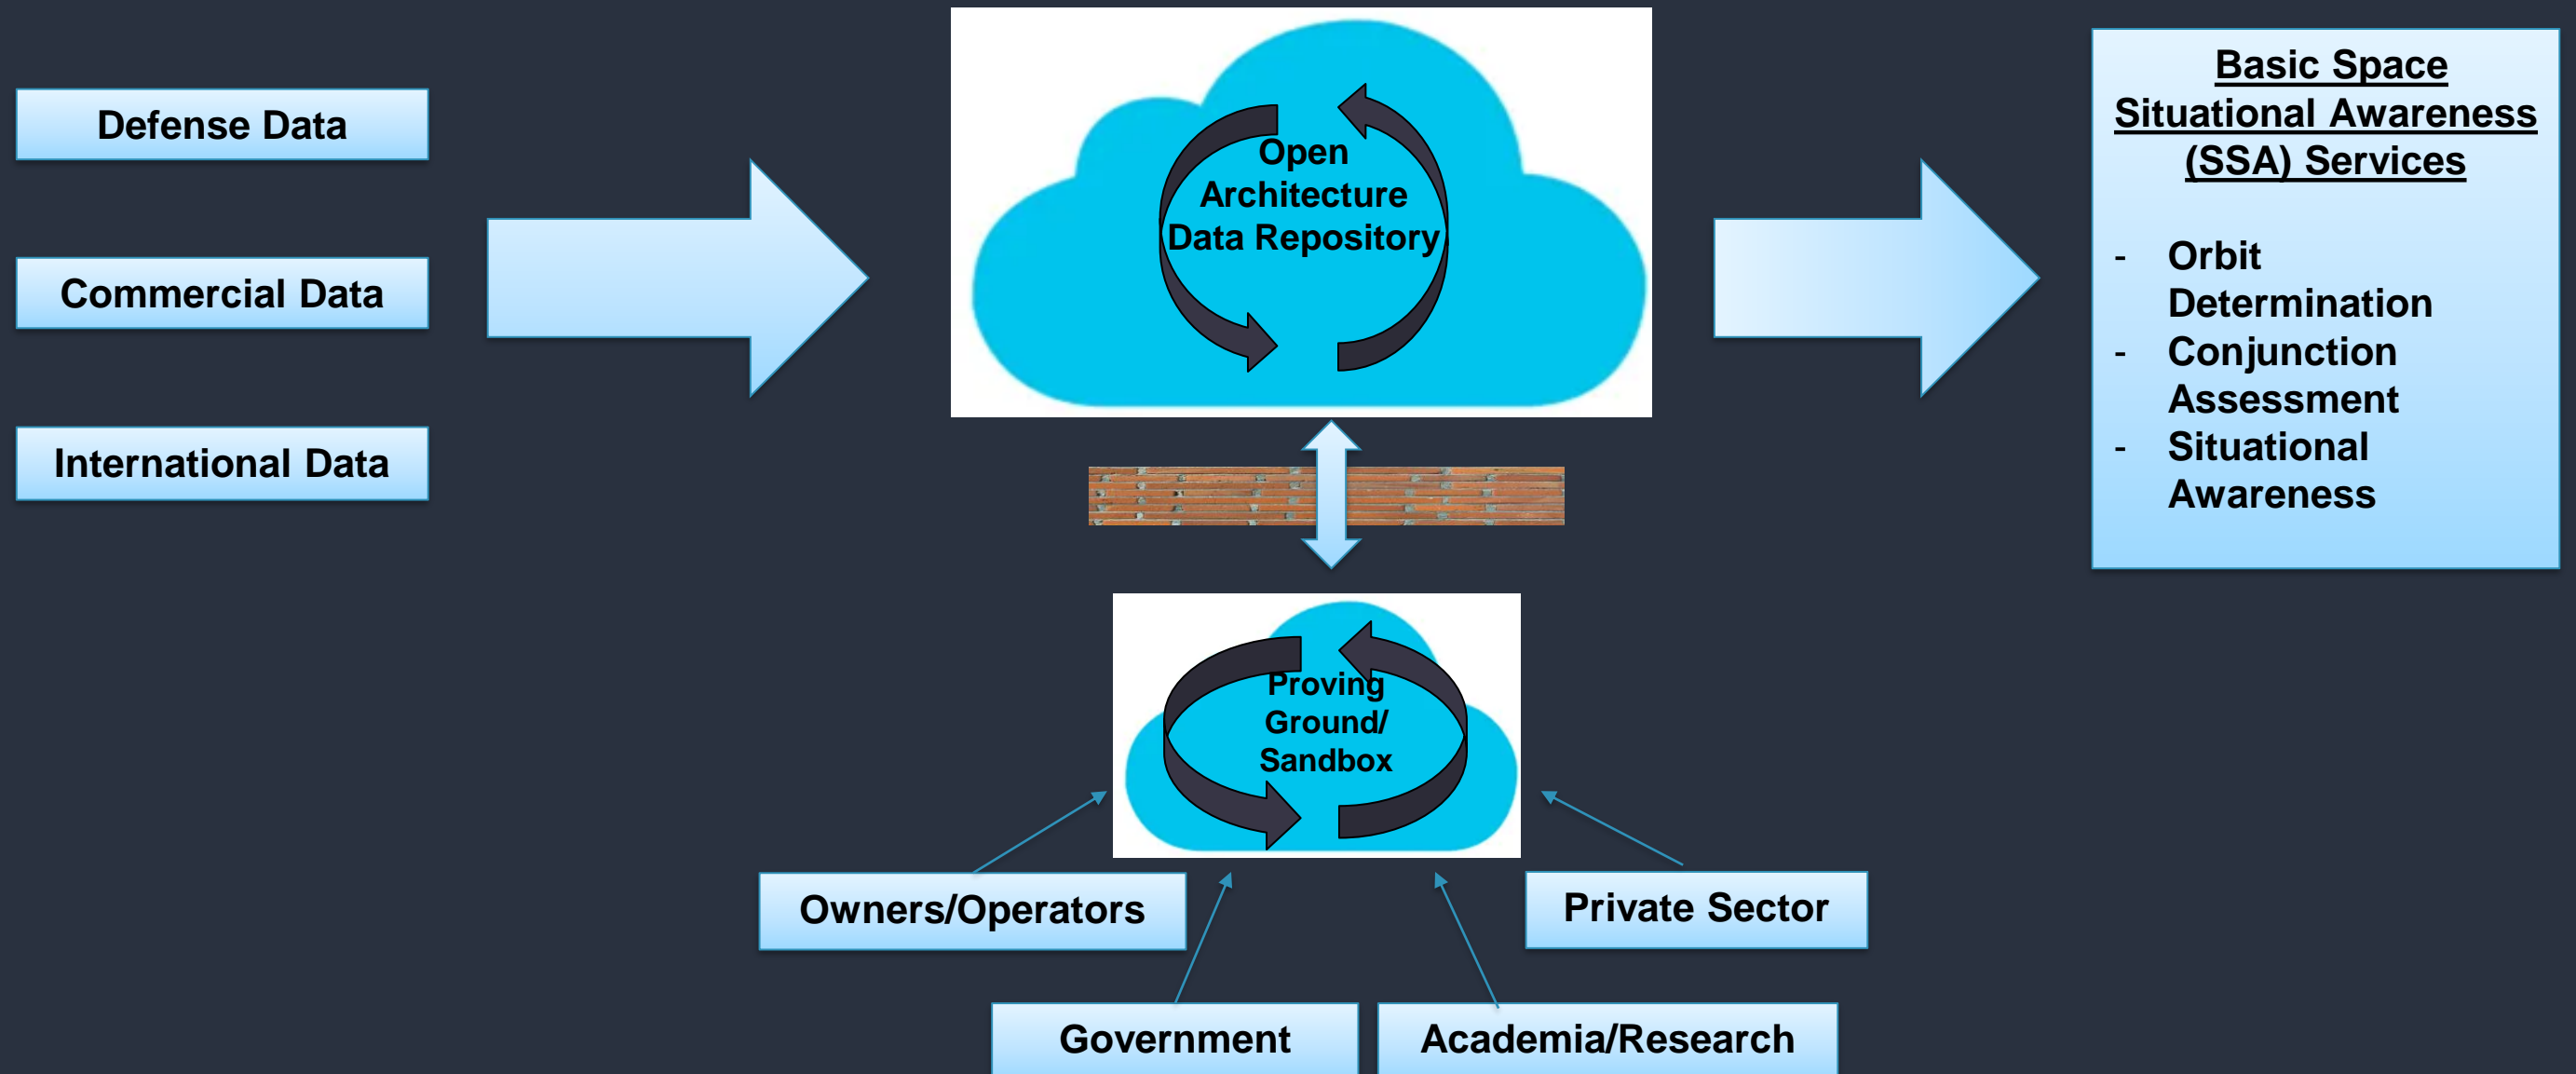 Defense Data
Commercial Data
International Data
Open
Architecture
Data Repository
Basic Space
Situational Awareness
(SSA) Services
- Orbit
Determination
- Conjunction
Assessment
- Situational
Awareness
Proving
Ground/
Sandbox
Owners/Operators
Private Sector
Government
Academia/Research